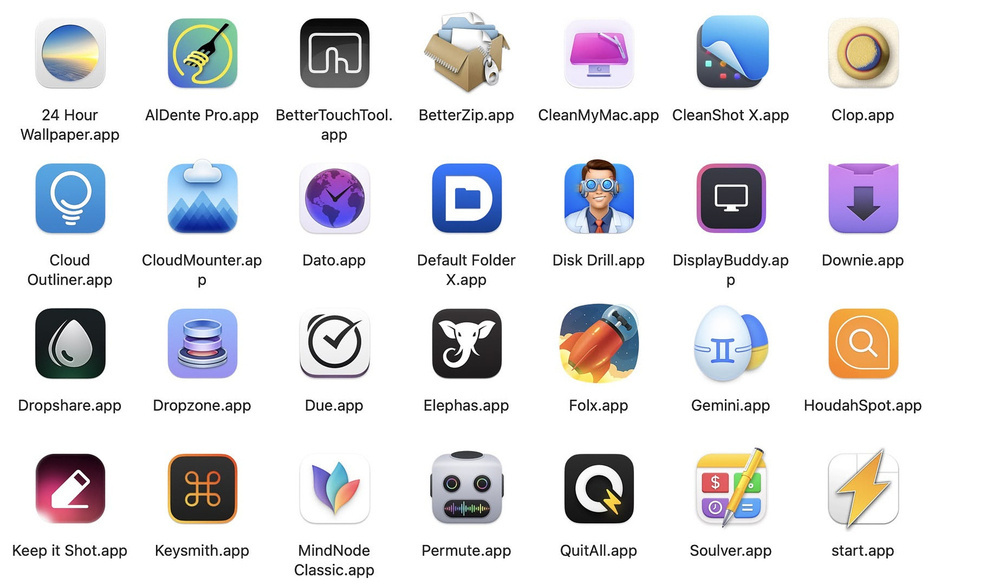 24 Hour
Wallpaper.app
AlDente Pro.app
BetterTouchTool.
app
BetterZip.app
CleanMyMac.app
CleanShot X.app
Clop.app
Cloud
Outliner.app
CloudMounter.ap
p
Dato.app
Default Folder
X.app
Disk Drill.app
DisplayBuddy.ap
p
Downie.app
Dropshare.app
Dropzone.app
Due.app
Elephas.app
Folx.app
Gemini.app
HoudahSpot.app
Keep it Shot.app
Keysmith.app
MindNode
Classic.app
Permute.app
QuitAll.app
Soulver.app
start.app